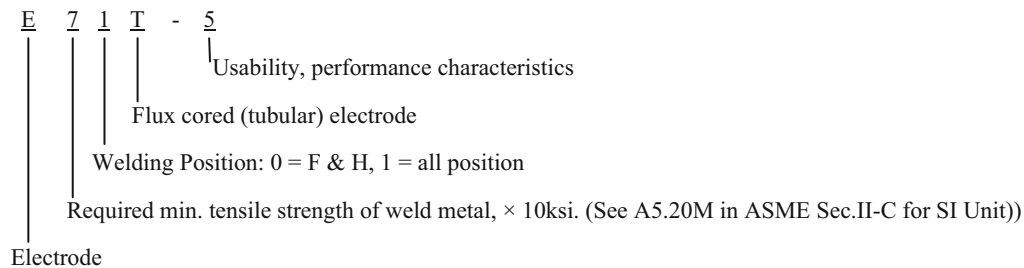 E 7 1 T - 5
Usability, performance characteristics
Flux cored (tubular) electrode
Welding Position: 0 = F & H, 1 = all position
Required min. tensile strength of weld metal, × 10ksi. (See A5.20M in ASME Sec.II-C for SI Unit))
Electrode